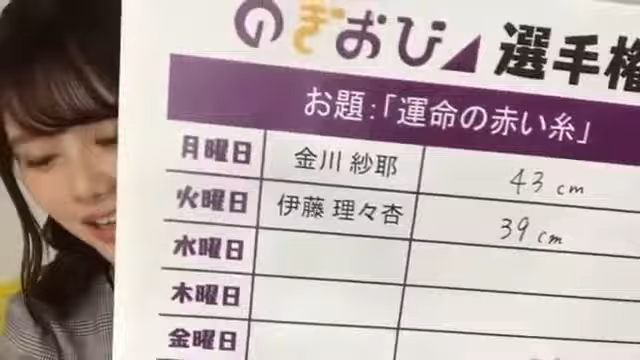 のぎおび 選手権
お題:「運命の赤い糸」
月曜日 金川 紗耶 43 cm
火曜日 伊藤 理々杏 39 cm
水曜日
木曜日
金曜日